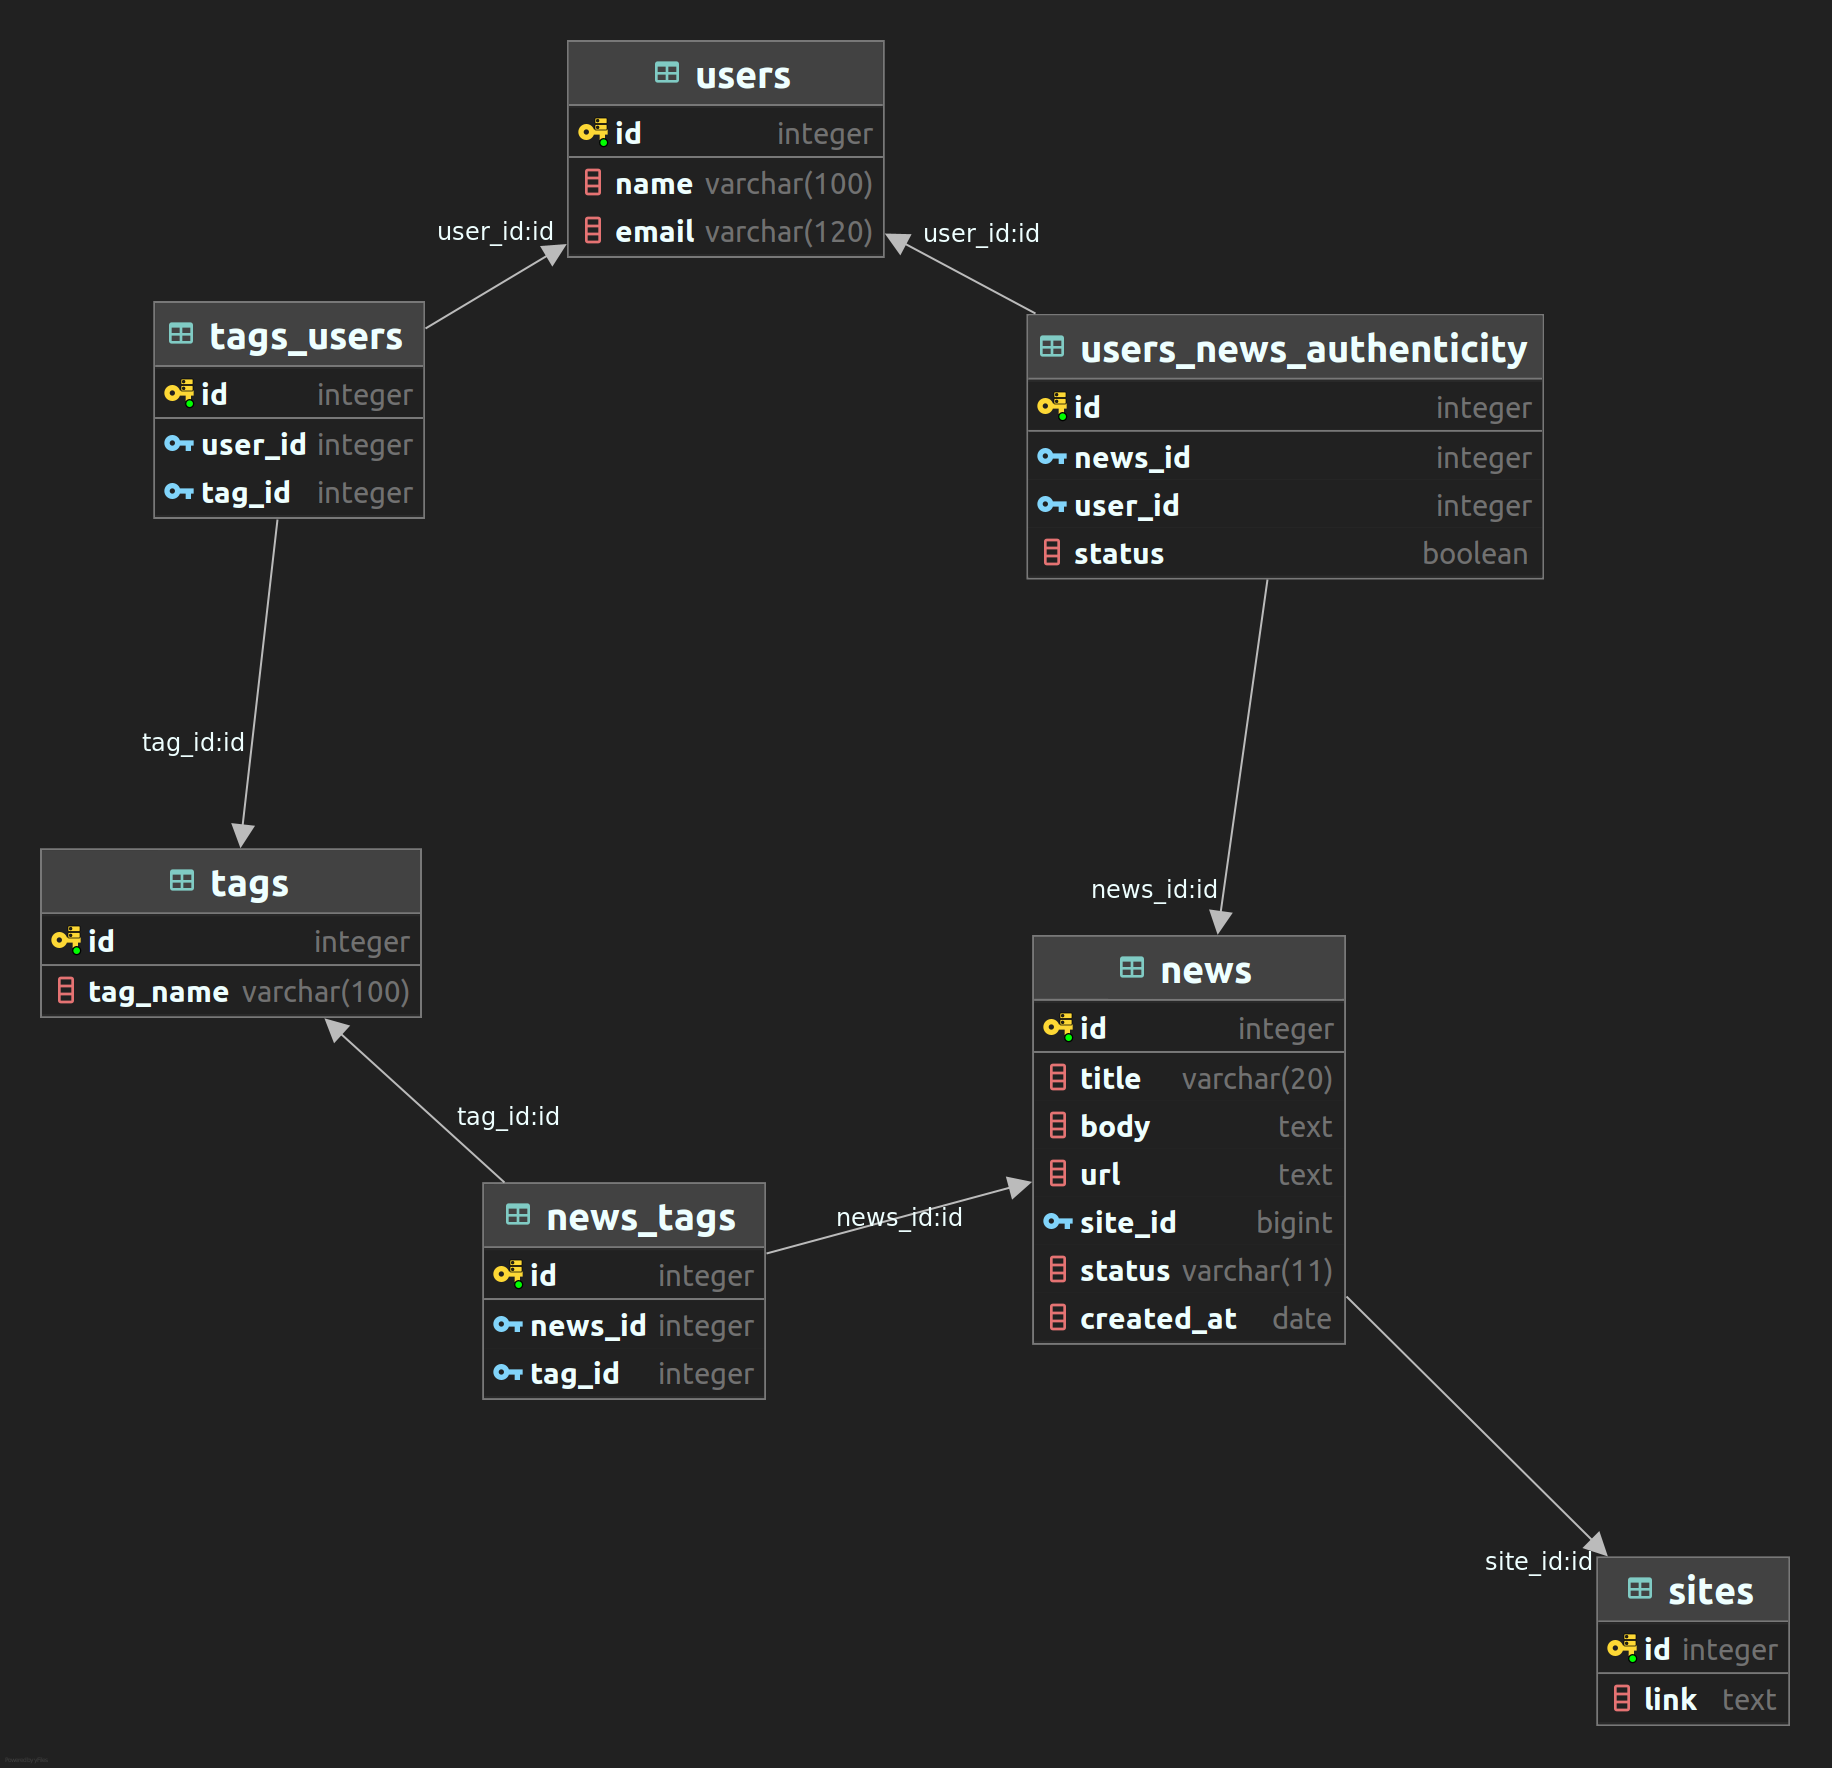 users
id integer
name varchar(100)
email varchar(120)
user_id:id
user_id:id
tags_users
id integer
user_id integer
tag_id integer
users_news_authenticity
id integer
news_id integer
user_id integer
status boolean
tag_id:id
news_id:id
tags
id integer
tag_name varchar(100)
news
id integer
title varchar(20)
body text
url text
site_id bigint
status varchar(11)
created_at date
tag_id:id
news_id:id
news_tags
id integer
news_id integer
tag_id integer
site_id:id
sites
id integer
link text